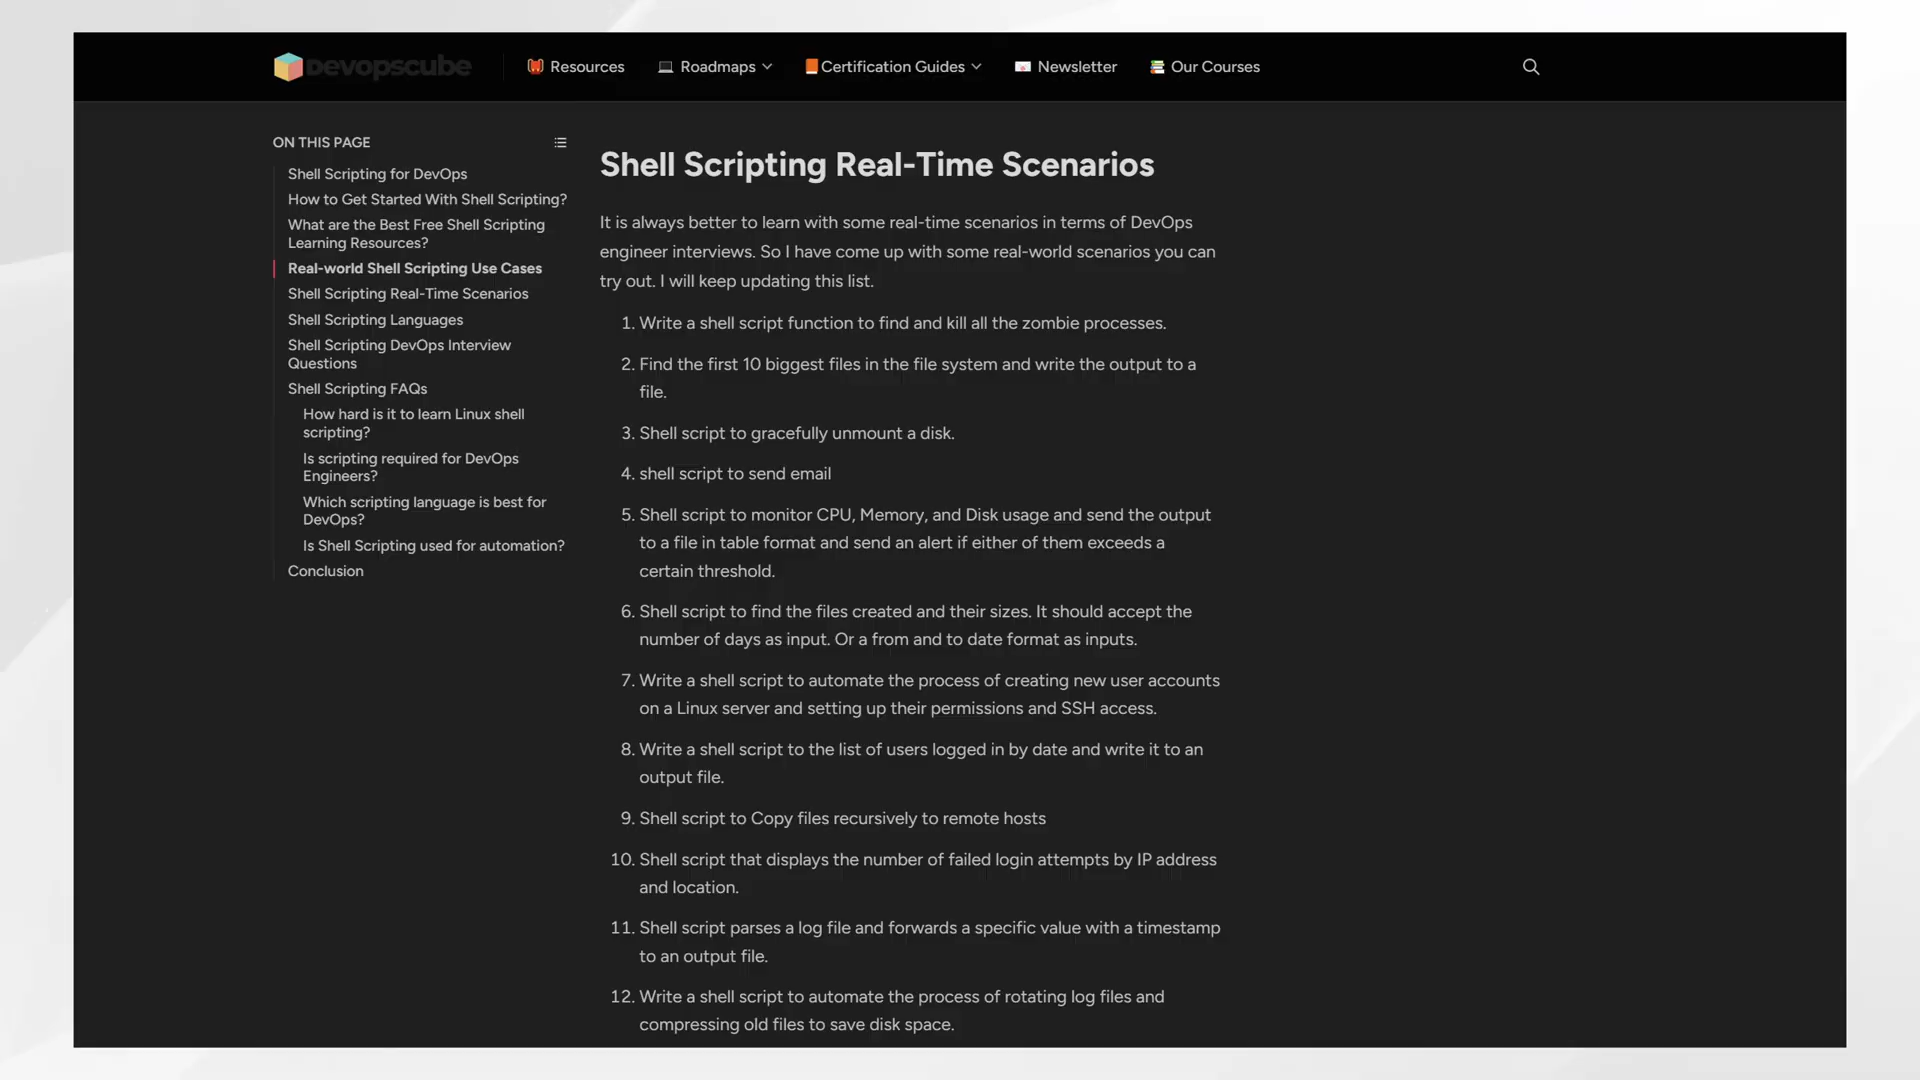 Devopscube
Resources
Roadmaps
Certification Guides
Newsletter
Our Courses
ON THIS PAGE
Shell Scripting for DevOps
How to Get Started With Shell Scripting?
What are the Best Free Shell Scripting
Learning Resources?
Real-world Shell Scripting Use Cases
Shell Scripting Real-Time Scenarios
Shell Scripting Languages
Shell Scripting DevOps Interview
Questions
Shell Scripting FAQs
How hard is it to learn Linux shell
scripting?
Is scripting required for DevOps
Engineers?
Which scripting language is best for
DevOps?
Is Shell Scripting used for automation?
Conclusion
Shell Scripting Real-Time Scenarios
It is always better to learn with some real-time scenarios in terms of DevOps
engineer interviews. So I have come up with some real-world scenarios you can
try out. I will keep updating this list.
1. Write a shell script function to find and kill all the zombie processes.
2. Find the first 10 biggest files in the file system and write the output to a
file.
3. Shell script to gracefully unmount a disk.
4. shell script to send email
5. Shell script to monitor CPU, Memory, and Disk usage and send the output
to a file in table format and send an alert if either of them exceeds a
certain threshold.
6. Shell script to find the files created and their sizes. It should accept the
number of days as input. Or a from and to date format as inputs.
7. Write a shell script to automate the process of creating new user accounts
on a Linux server and setting up their permissions and SSH access.
8. Write a shell script to the list of users logged in by date and write it to an
output file.
9. Shell script to Copy files recursively to remote hosts
10. Shell script that displays the number of failed login attempts by IP address
and location.
11. Shell script parses a log file and forwards a specific value with a timestamp
to an output file.
12. Write a shell script to automate the process of rotating log files and
compressing old files to save disk space.